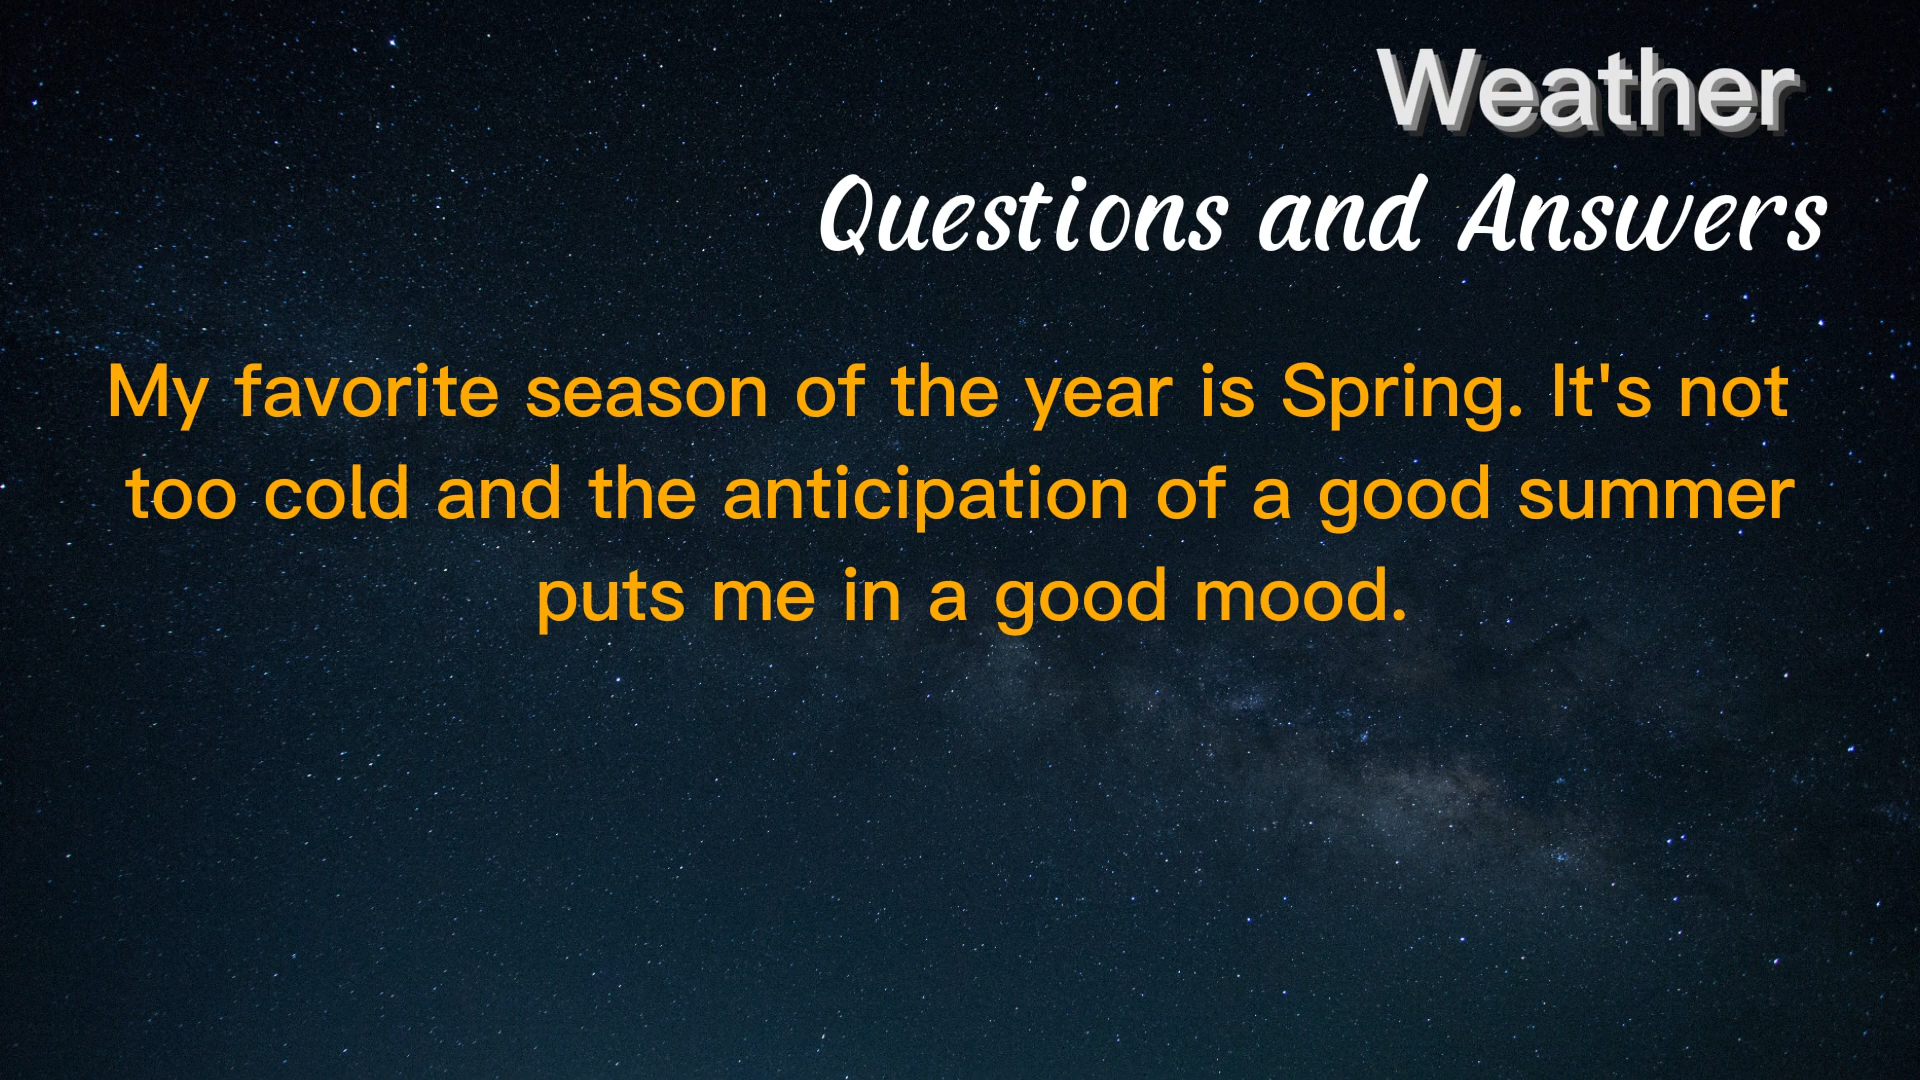 Weather
Questions and Answers
My favorite season of the year is Spring. It's not
too cold and the anticipation of a good summer
puts me in a good mood.